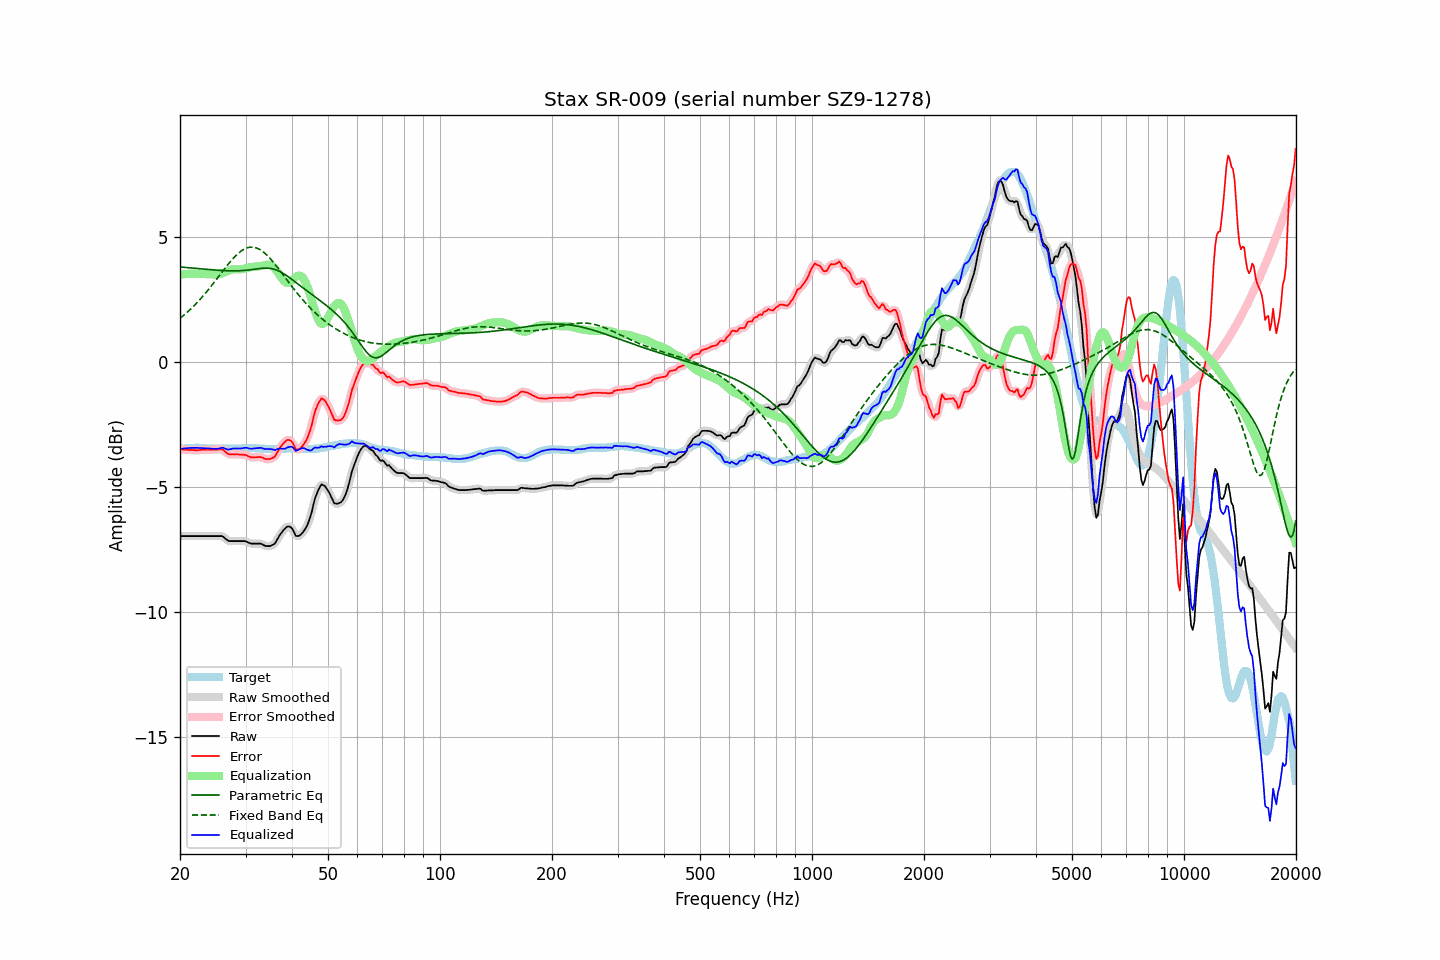 Stax SR-009 (serial number SZ9-1278)
Amplitude (dBr)
5
0
−5
−10
−15
Target
Raw Smoothed
Error Smoothed
Raw
Error
Equalization
Parametric Eq
Fixed Band Eq
Equalized
20 50 100 200 500 1000 2000 5000 10000 20000
Frequency (Hz)